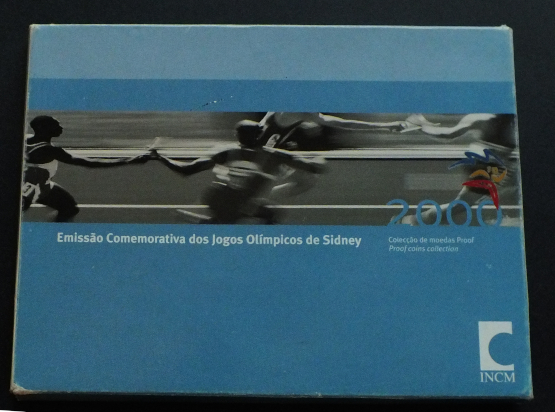 2000
Emissão Comemorativa dos Jogos Olímpicos de Sidney
Colecção de moedas Proof
Proof coins collection
INCM